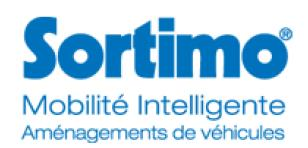 Sortimo®
Mobilité Intelligente
Aménagements de véhicules